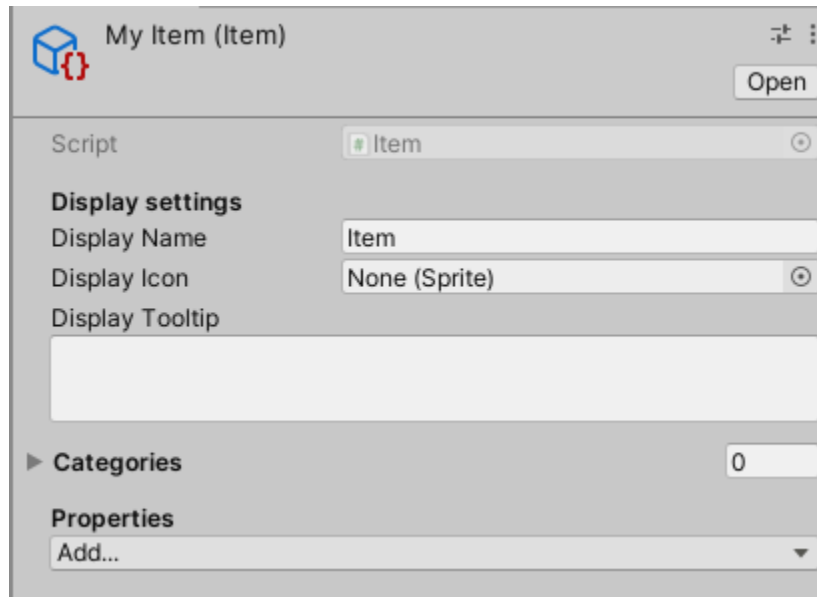 My Item (Item)
Open
Script # Item
Display settings
Display Name Item
Display Icon None (Sprite)
Display Tooltip
Categories 0
Properties
Add...